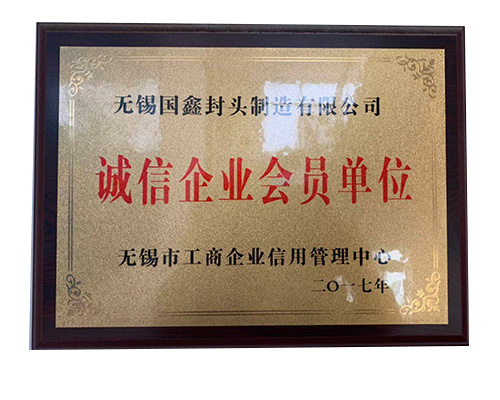 无锡国鑫封头制造有限公司
诚信企业会员单位
无锡市工商企业信用管理中心
二〇一七年